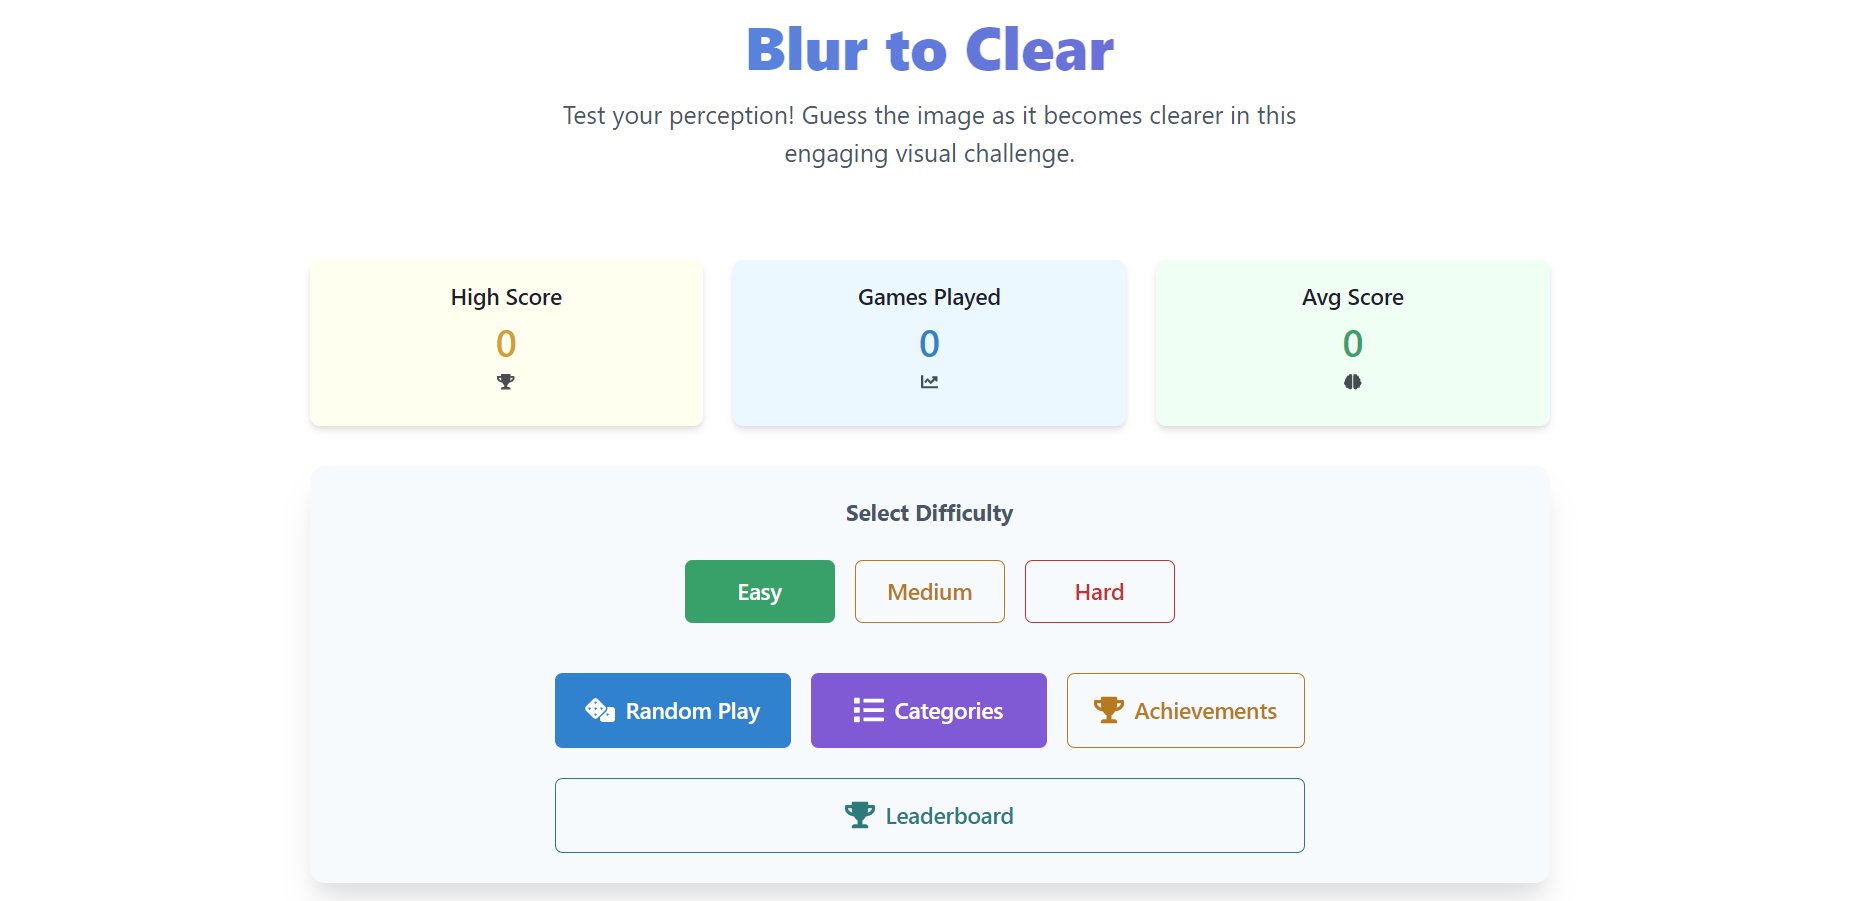 Blur to Clear
Test your perception! Guess the image as it becomes clearer in this
engaging visual challenge.
High Score
0
Games Played
0
Avg Score
0
Select Difficulty
Easy
Medium
Hard
Random Play
Categories
Achievements
Leaderboard